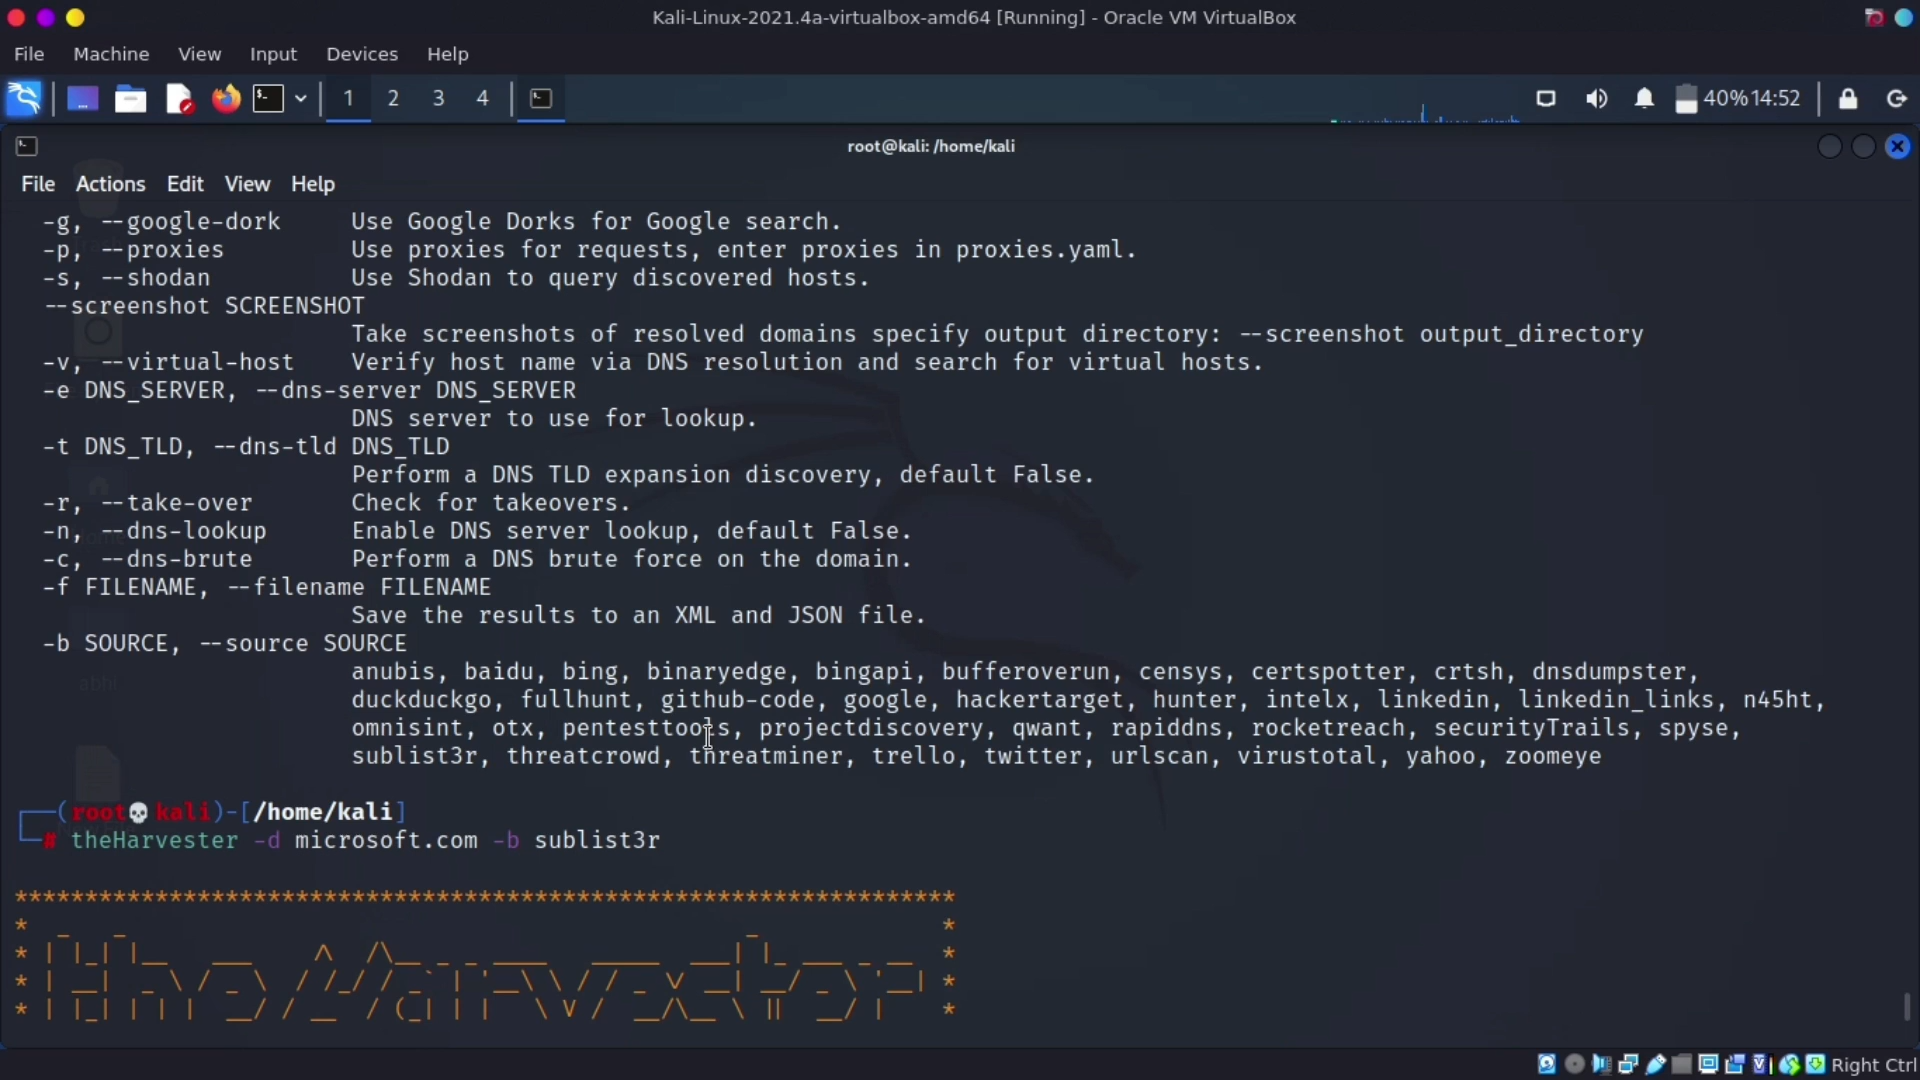 Kali-Linux-2021.4a-virtualbox-amd64 [Running] - Oracle VM VirtualBox
File Machine View Input Devices Help
1 2 3 4 40% 14:52
root@kali: /home/kali
File Actions Edit View Help
-g, --google-dork Use Google Dorks for Google search.
-p, --proxies Use proxies for requests, enter proxies in proxies.yaml.
-s, --shodan Use Shodan to query discovered hosts.
--screenshot SCREENSHOT
Take screenshots of resolved domains specify output directory: --screenshot output_directory
-v, --virtual-host Verify host name via DNS resolution and search for virtual hosts.
-e DNS_SERVER, --dns-server DNS_SERVER
DNS server to use for lookup.
-t DNS_TLD, --dns-tld DNS_TLD
Perform a DNS TLD expansion discovery, default False.
-r, --take-over Check for takeovers.
-n, --dns-lookup Enable DNS server lookup, default False.
-c, --dns-brute Perform a DNS brute force on the domain.
-f FILENAME, --filename FILENAME
Save the results to an XML and JSON file.
-b SOURCE, --source SOURCE
anubis, baidu, bing, binaryedge, bingapi, bufferoverun, censys, certspotter, crtsh, dnsdumpster,
duckduckgo, fullhunt, github-code, google, hackertarget, hunter, intelx, linkedin, linkedin_links, n45ht,
omnisint, otx, pentesttools, projectdiscovery, qwant, rapiddns, rocketreach, securityTrails, spyse,
sublist3r, threatcrowd, threatminer, trello, twitter, urlscan, virustotal, yahoo, zoomeye
(root💀kali)-[/home/kali]
# theHarvester -d microsoft.com -b sublist3r
theHarvester
Right Ctrl